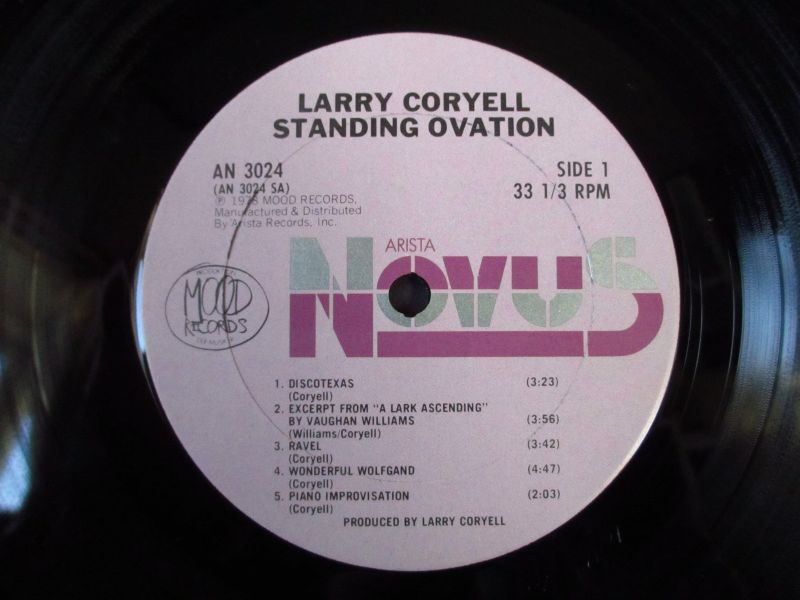 LARRY CORYELL
STANDING OVATION
AN 3024
(AN 3024 SA)
℗ 1978 MOOD RECORDS,
Manufactured & Distributed
By Arista Records, Inc.
SIDE 1
33 1/3 RPM
ARISTA
NOVUS
MOOD
RECORDS
1. DISCOTEXAS (3:23)
(Coryell)
2. EXCERPT FROM "A LARK ASCENDING"
BY VAUGHAN WILLIAMS (3:56)
(Williams/Coryell)
3. RAVEL (3:42)
(Coryell)
4. WONDERFUL WOLFGAND (4:47)
(Coryell)
5. PIANO IMPROVISATION (2:03)
(Coryell)
PRODUCED BY LARRY CORYELL